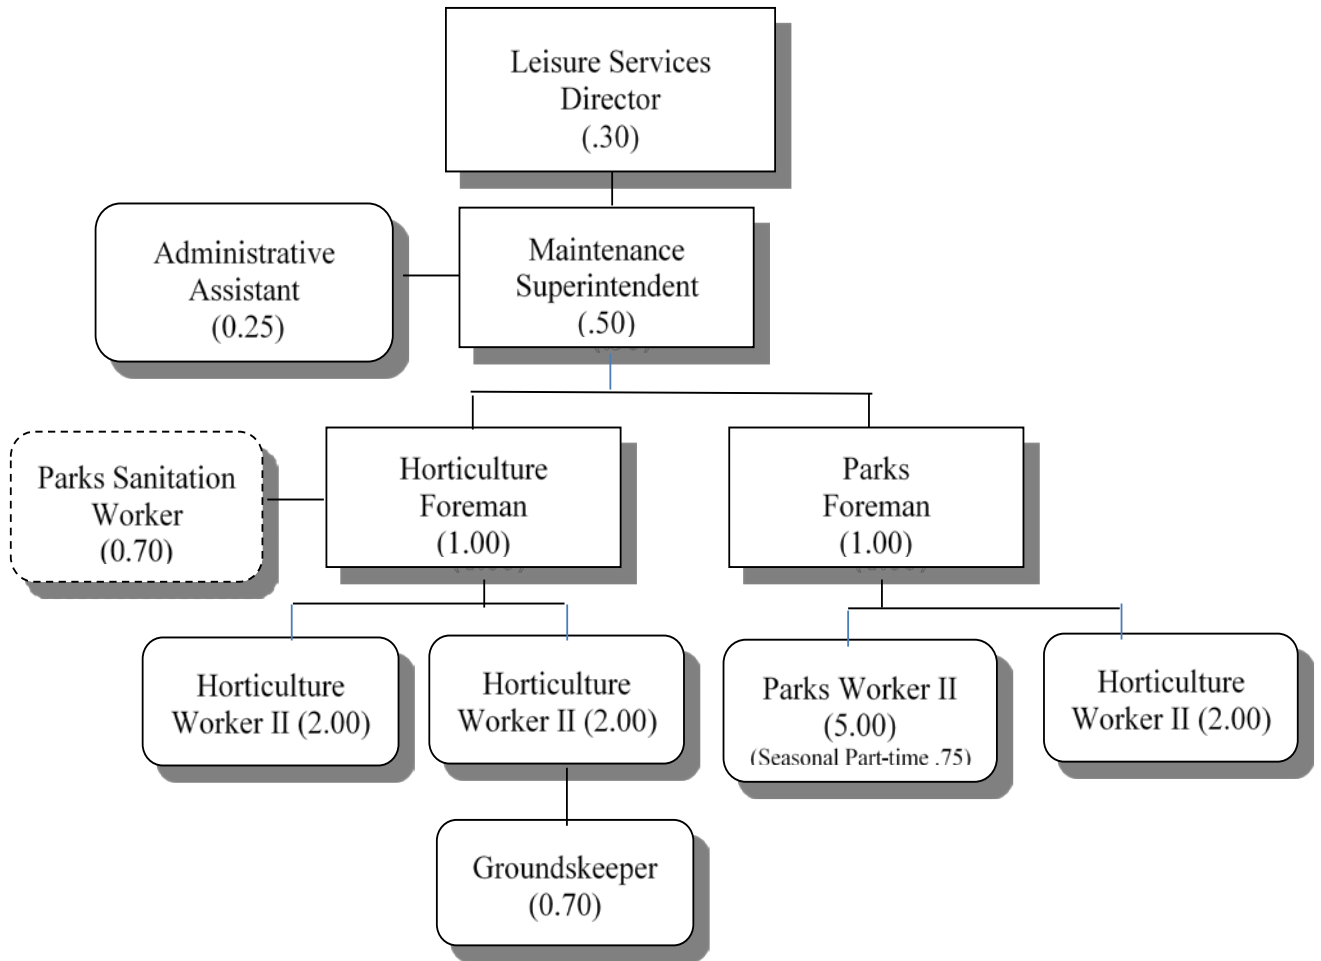 Leisure Services
Director
(.30)
Administrative
Assistant
(0.25)
Maintenance
Superintendent
(.50)
Parks Sanitation
Worker
(0.70)
Horticulture
Foreman
(1.00)
Parks
Foreman
(1.00)
Horticulture
Worker II (2.00)
Horticulture
Worker II (2.00)
Parks Worker II
(5.00)
(Seasonal Part-time .75)
Horticulture
Worker II (2.00)
Groundskeeper
(0.70)